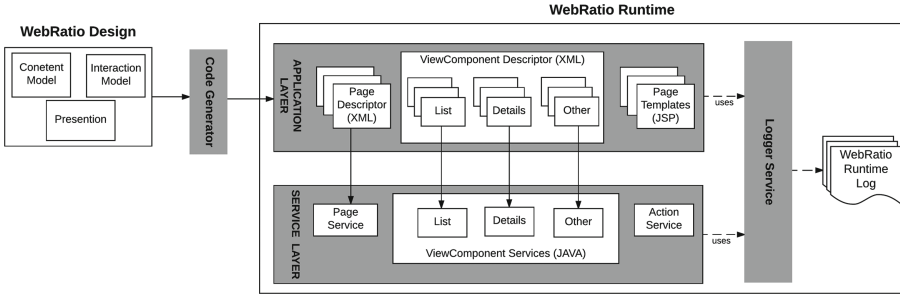 WebRatio Runtime
WebRatio Design
Conetent
Model
Interaction
Model
Presention
Code Generator
APPLICATION
LAYER
Page
Descriptor
(XML)
ViewComponent Descriptor (XML)
List
Details
Other
Page
Templates
(JSP)
uses
Logger Service
WebRatio
Runtime
Log
SERVICE LAYER
Page
Service
List
Details
Other
ViewComponent Services (JAVA)
Action
Service
uses